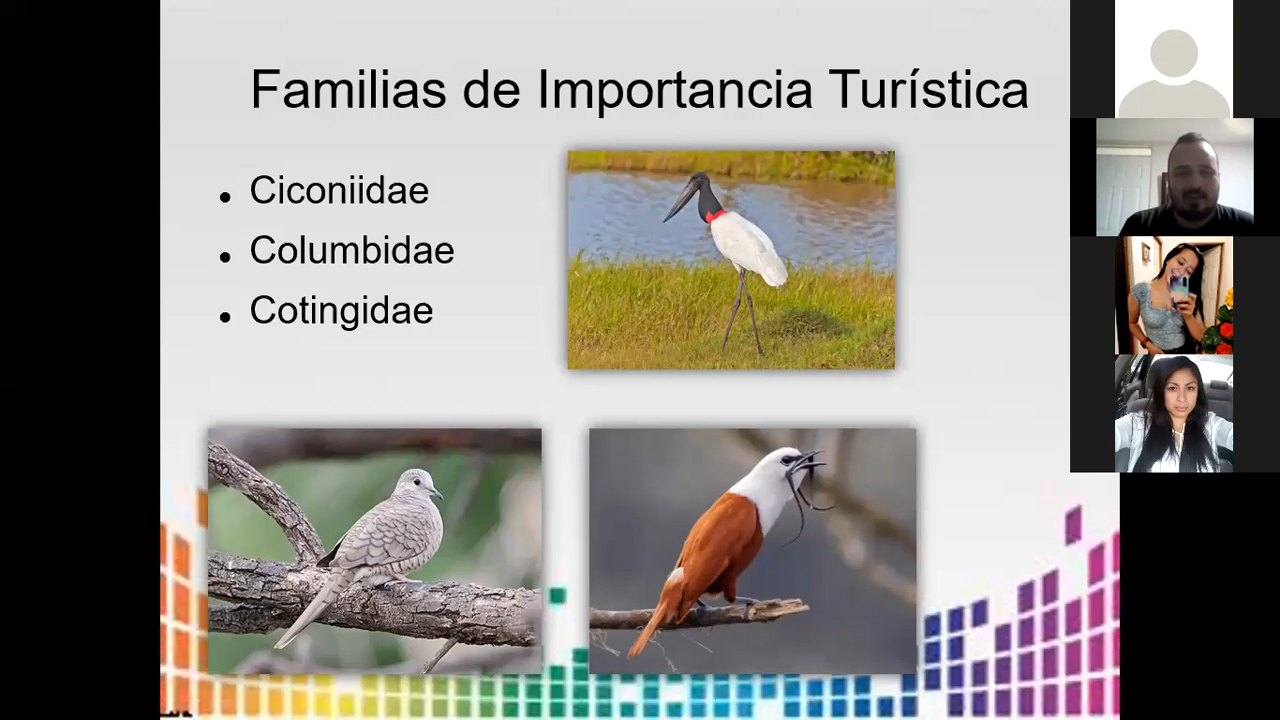 Familias de Importancia Turística
Ciconiidae
Columbidae
Cotingidae